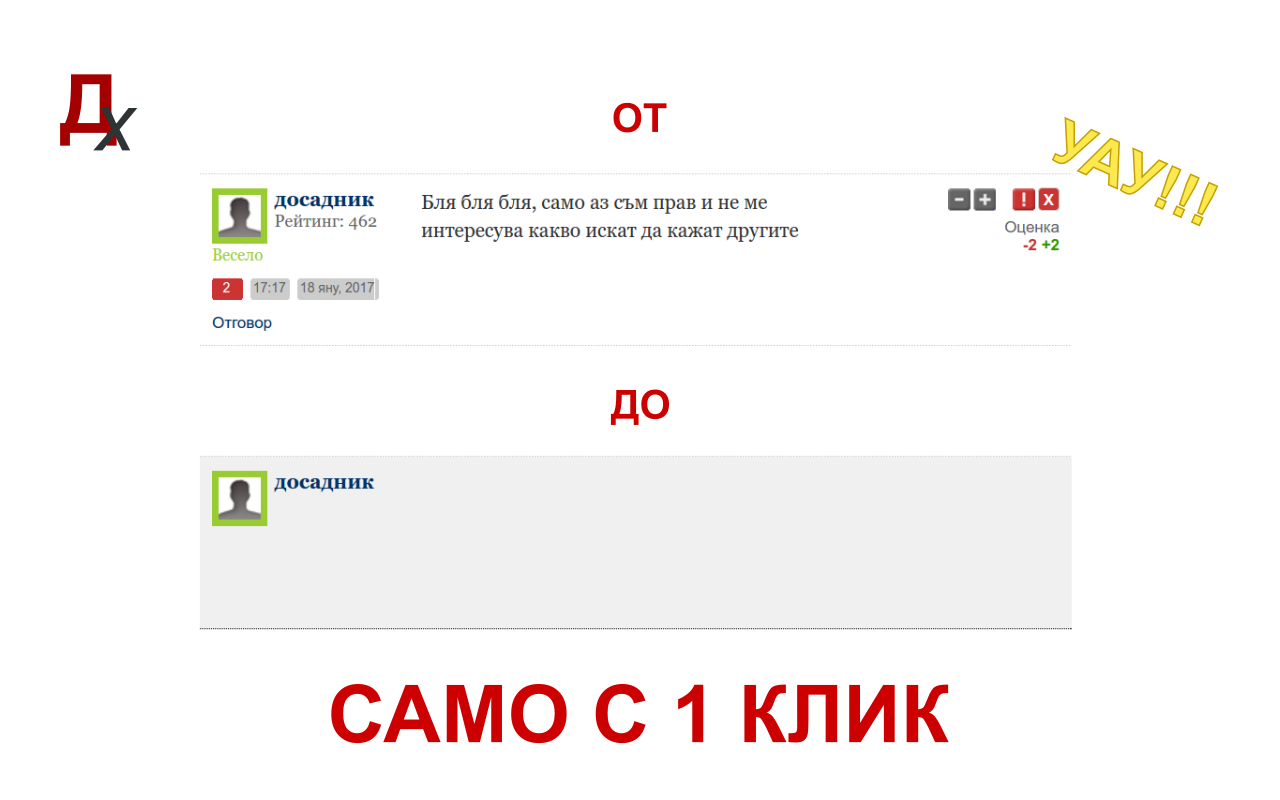 Дx
ОТ
УАУ!!!
досадник
Рейтинг: 462
Весело
2 17:17 18 яну, 2017
Отговор
Бля бля бля, само аз съм прав и не ме
интересува какво искат да кажат другите
- + ! X
Оценка
-2 +2
ДО
досадник
САМО С 1 КЛИК